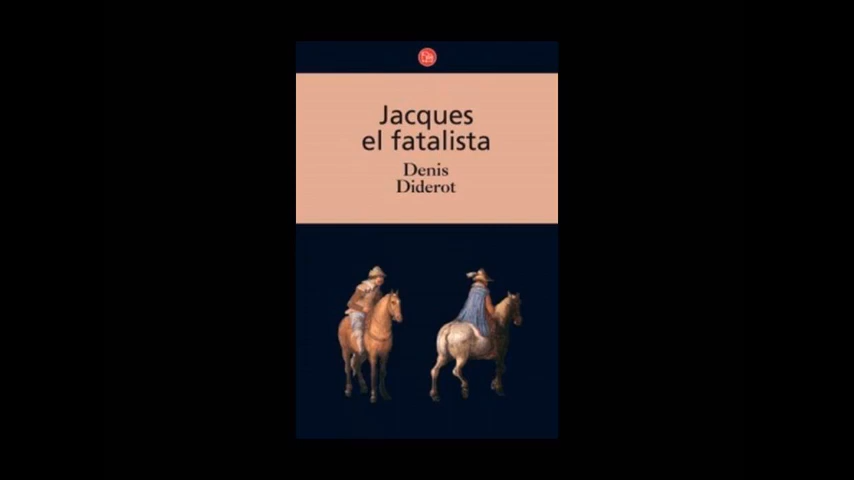 Jacques
el fatalista
Denis
Diderot